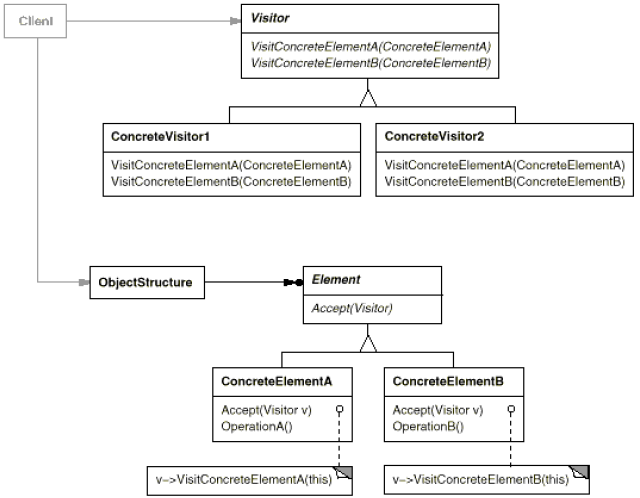 Client
Visitor
VisitConcreteElementA(ConcreteElementA)
VisitConcreteElementB(ConcreteElementB)
ConcreteVisitor1
VisitConcreteElementA(ConcreteElementA)
VisitConcreteElementB(ConcreteElementB)
ConcreteVisitor2
VisitConcreteElementA(ConcreteElementA)
VisitConcreteElementB(ConcreteElementB)
ObjectStructure
Element
Accept(Visitor)
ConcreteElementA
Accept(Visitor v)
OperationA()
ConcreteElementB
Accept(Visitor v)
OperationB()
v->VisitConcreteElementA(this)
v->VisitConcreteElementB(this)